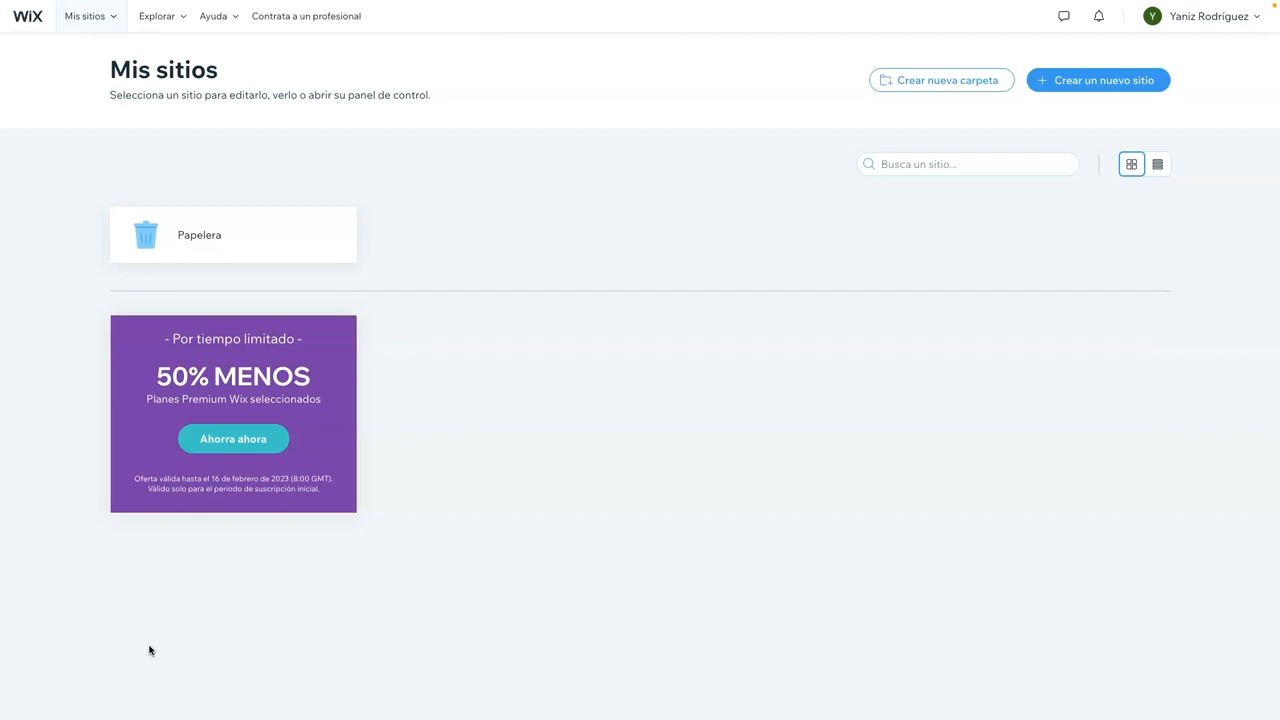 WiX
Mis sitios
Explorar
Ayuda
Contrata a un profesional
Y
Yaniz Rodríguez
Mis sitios
Selecciona un sitio para editarlo, verlo o abrir su panel de control.
Crear nueva carpeta
+ Crear un nuevo sitio
Busca un sitio...
Papelera
- Por tiempo limitado -
50% MENOS
Planes Premium Wix seleccionados
Ahorra ahora
Oferta válida hasta el 16 de febrero de 2023 (8:00 GMT).
Válido solo para el periodo de suscripción inicial.